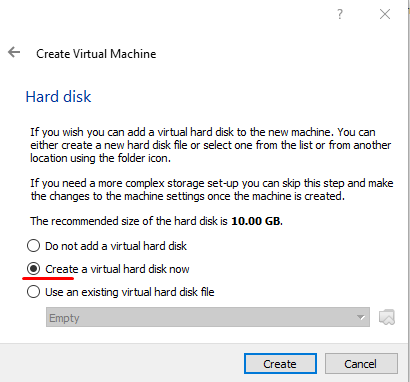 ?
Create Virtual Machine
Hard disk
If you wish you can add a virtual hard disk to the new machine. You can
either create a new hard disk file or select one from the list or from another
location using the folder icon.
If you need a more complex storage set-up you can skip this step and make
the changes to the machine settings once the machine is created.
The recommended size of the hard disk is 10.00 GB.
Do not add a virtual hard disk
Create a virtual hard disk now
Use an existing virtual hard disk file
Empty
Create Cancel